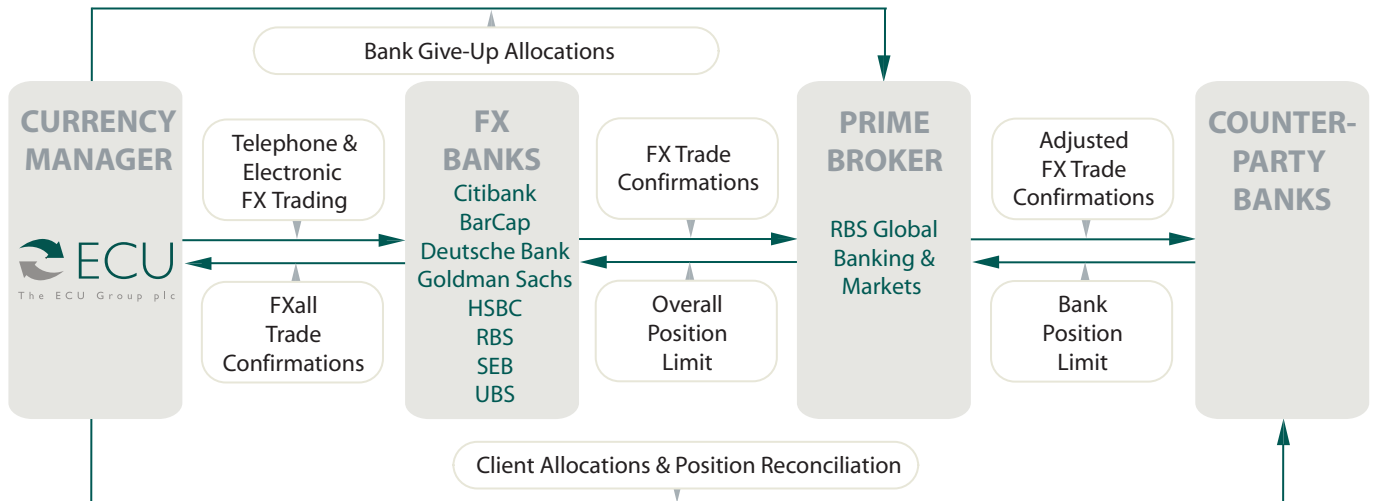 Bank Give-Up Allocations
CURRENCY
MANAGER
ECU
The ECU Group plc
Telephone &
Electronic
FX Trading
FXall
Trade
Confirmations
FX
BANKS
Citibank
BarCap
Deutsche Bank
Goldman Sachs
HSBC
RBS
SEB
UBS
FX Trade
Confirmations
Overall
Position
Limit
PRIME
BROKER
RBS Global
Banking &
Markets
Adjusted
FX Trade
Confirmations
Bank
Position
Limit
COUNTER-
PARTY
BANKS
Client Allocations & Position Reconciliation